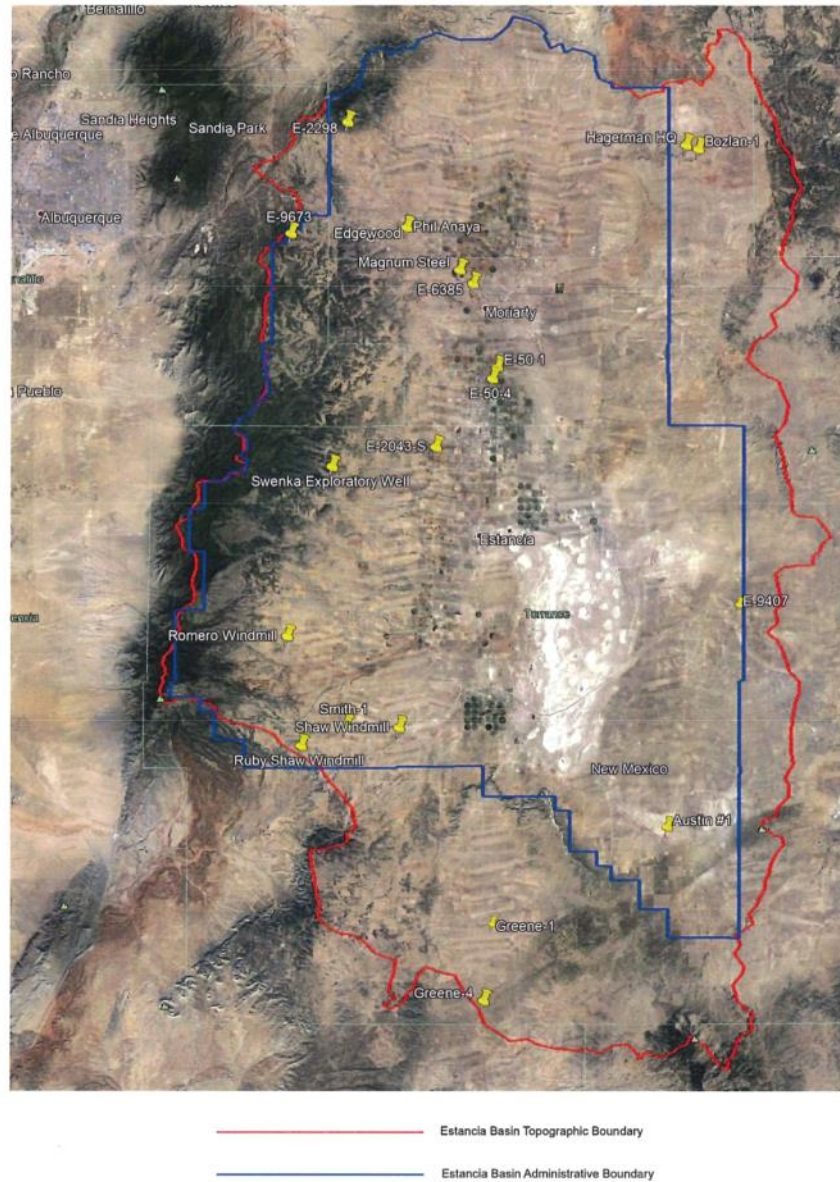 Bernalillo
o Rancho
Sandia Heights
Sandia Park
E-2298
e Albuquerque
Hagerman HQ
Bozlan-1
Albuquerque
E-9673
Edgewood
Phil Anaya
Magnum Steel
E-6385
Moriarty
E-50-1
Pueblo
E-50-4
E-2043-S
Swenka Exploratory Well
Estancia
E-9407
Torrance
Romero Windmill
Smith-1
Shaw Windmill
Ruby Shaw Windmill
New Mexico
Austin #1
Greene-1
Greene-4
Estancia Basin Topographic Boundary
Estancia Basin Administrative Boundary